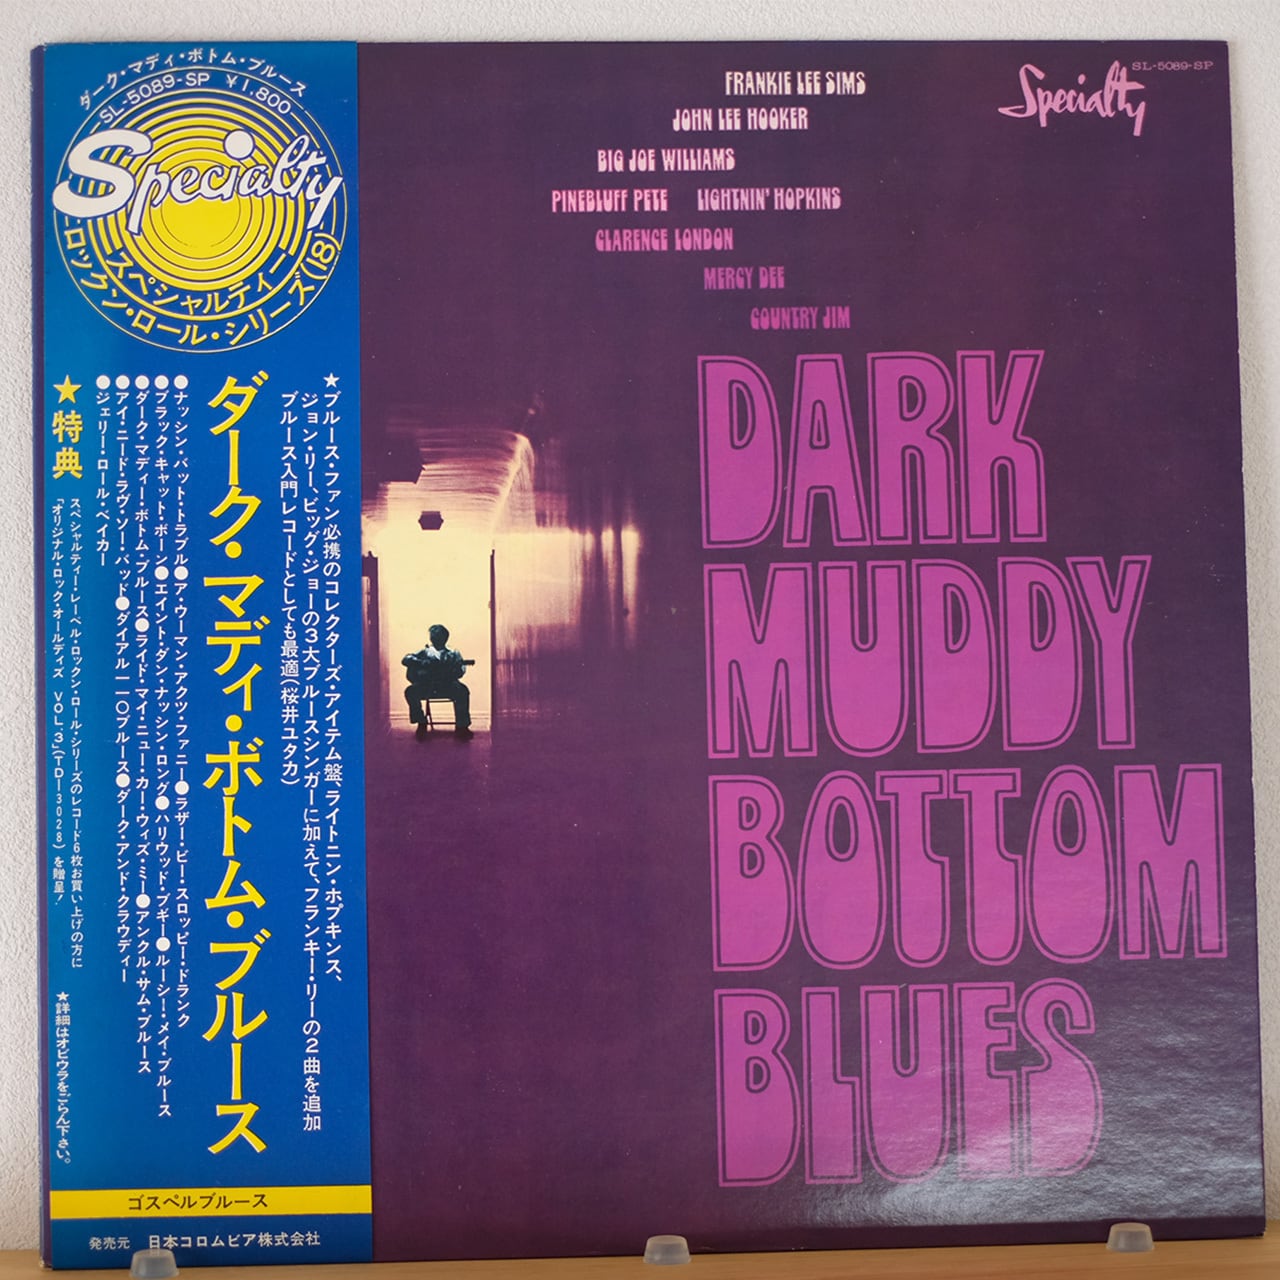 ダーク・マディ・ボトム・ブルース
SL-5089-SP ¥1,800
Specialty
スペシャルティー
ロックン・ロール・シリーズ(18)
★ブルース・ファン必携のコレクターズ・アイテム盤、ライトニン・ホプキンス、
ジョン・リー、ビッグ・ジョーの3大ブルースシンガーに加えて、フランキー・リーの2曲を追加
ブルース入門レコードとしても最適(桜井ユタカ)
ダーク・マディ・ボトム・ブルース
●ナッシン・バット・トラブル●ア・ウーマン・アクツ・ファニー●ラザー・ビー・スロッピー・ドランク
●ブラック・キャット・ボーン●エイント・ダン・ナッシン・ロング●ハリウッド・ブギー●ルーシー・メイ・ブルース
●ダーク・マディー・ボトム・ブルース●ライド・マイ・ニュー・カー・ウィズ・ミー●アンクル・サム・ブルース
●アイ・ニード・ラヴ・ソー・バッド●ダイアル一一〇ブルース●ダーク・アンド・クラウディー
●ジェリー・ロール・ベイカー
★特典
スペシャルティー・レーベル・ロックン・ロール・シリーズのレコード6枚お買い上げの方に
「オリジナル・ロック・オールディズ VOL.3」(TD-3028)を贈呈!
★詳細はオビウラをごらん下さい。
ゴスペルブルース
発売元 日本コロムビア株式会社
SL-5089-SP
Specialty
FRANKIE LEE SIMS
JOHN LEE HOOKER
BIG JOE WILLIAMS
PINEBLUFF PETE LIGHTNIN' HOPKINS
CLARENCE LONDON
MERCY DEE
COUNTRY JIM
DARK
MUDDY
BOTTOM
BLUES